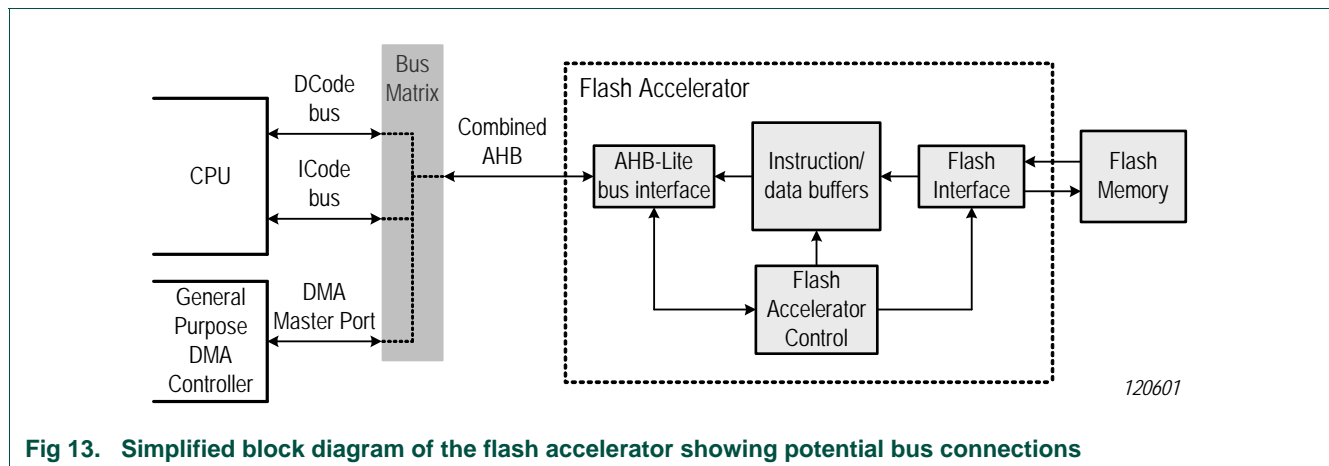 Bus
Matrix
DCode
bus
ICode
bus
CPU
General
Purpose
DMA
Controller
DMA
Master Port
Combined
AHB
Flash Accelerator
AHB-Lite
bus interface
Instruction/
data buffers
Flash
Interface
Flash
Memory
Flash
Accelerator
Control
120601
Fig 13. Simplified block diagram of the flash accelerator showing potential bus connections